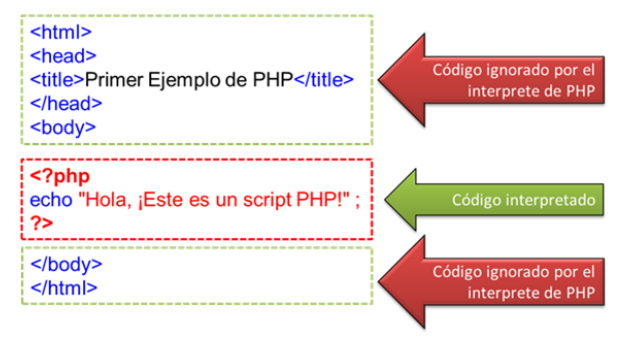 <html>
<head>
<title>Primer Ejemplo de PHP</title>
</head>
<body>
Código ignorado por el
interprete de PHP
<?php
echo "Hola, ¡Este es un script PHP!" ;
?>
Código interpretado
</body>
</html>
Código ignorado por el
interprete de PHP